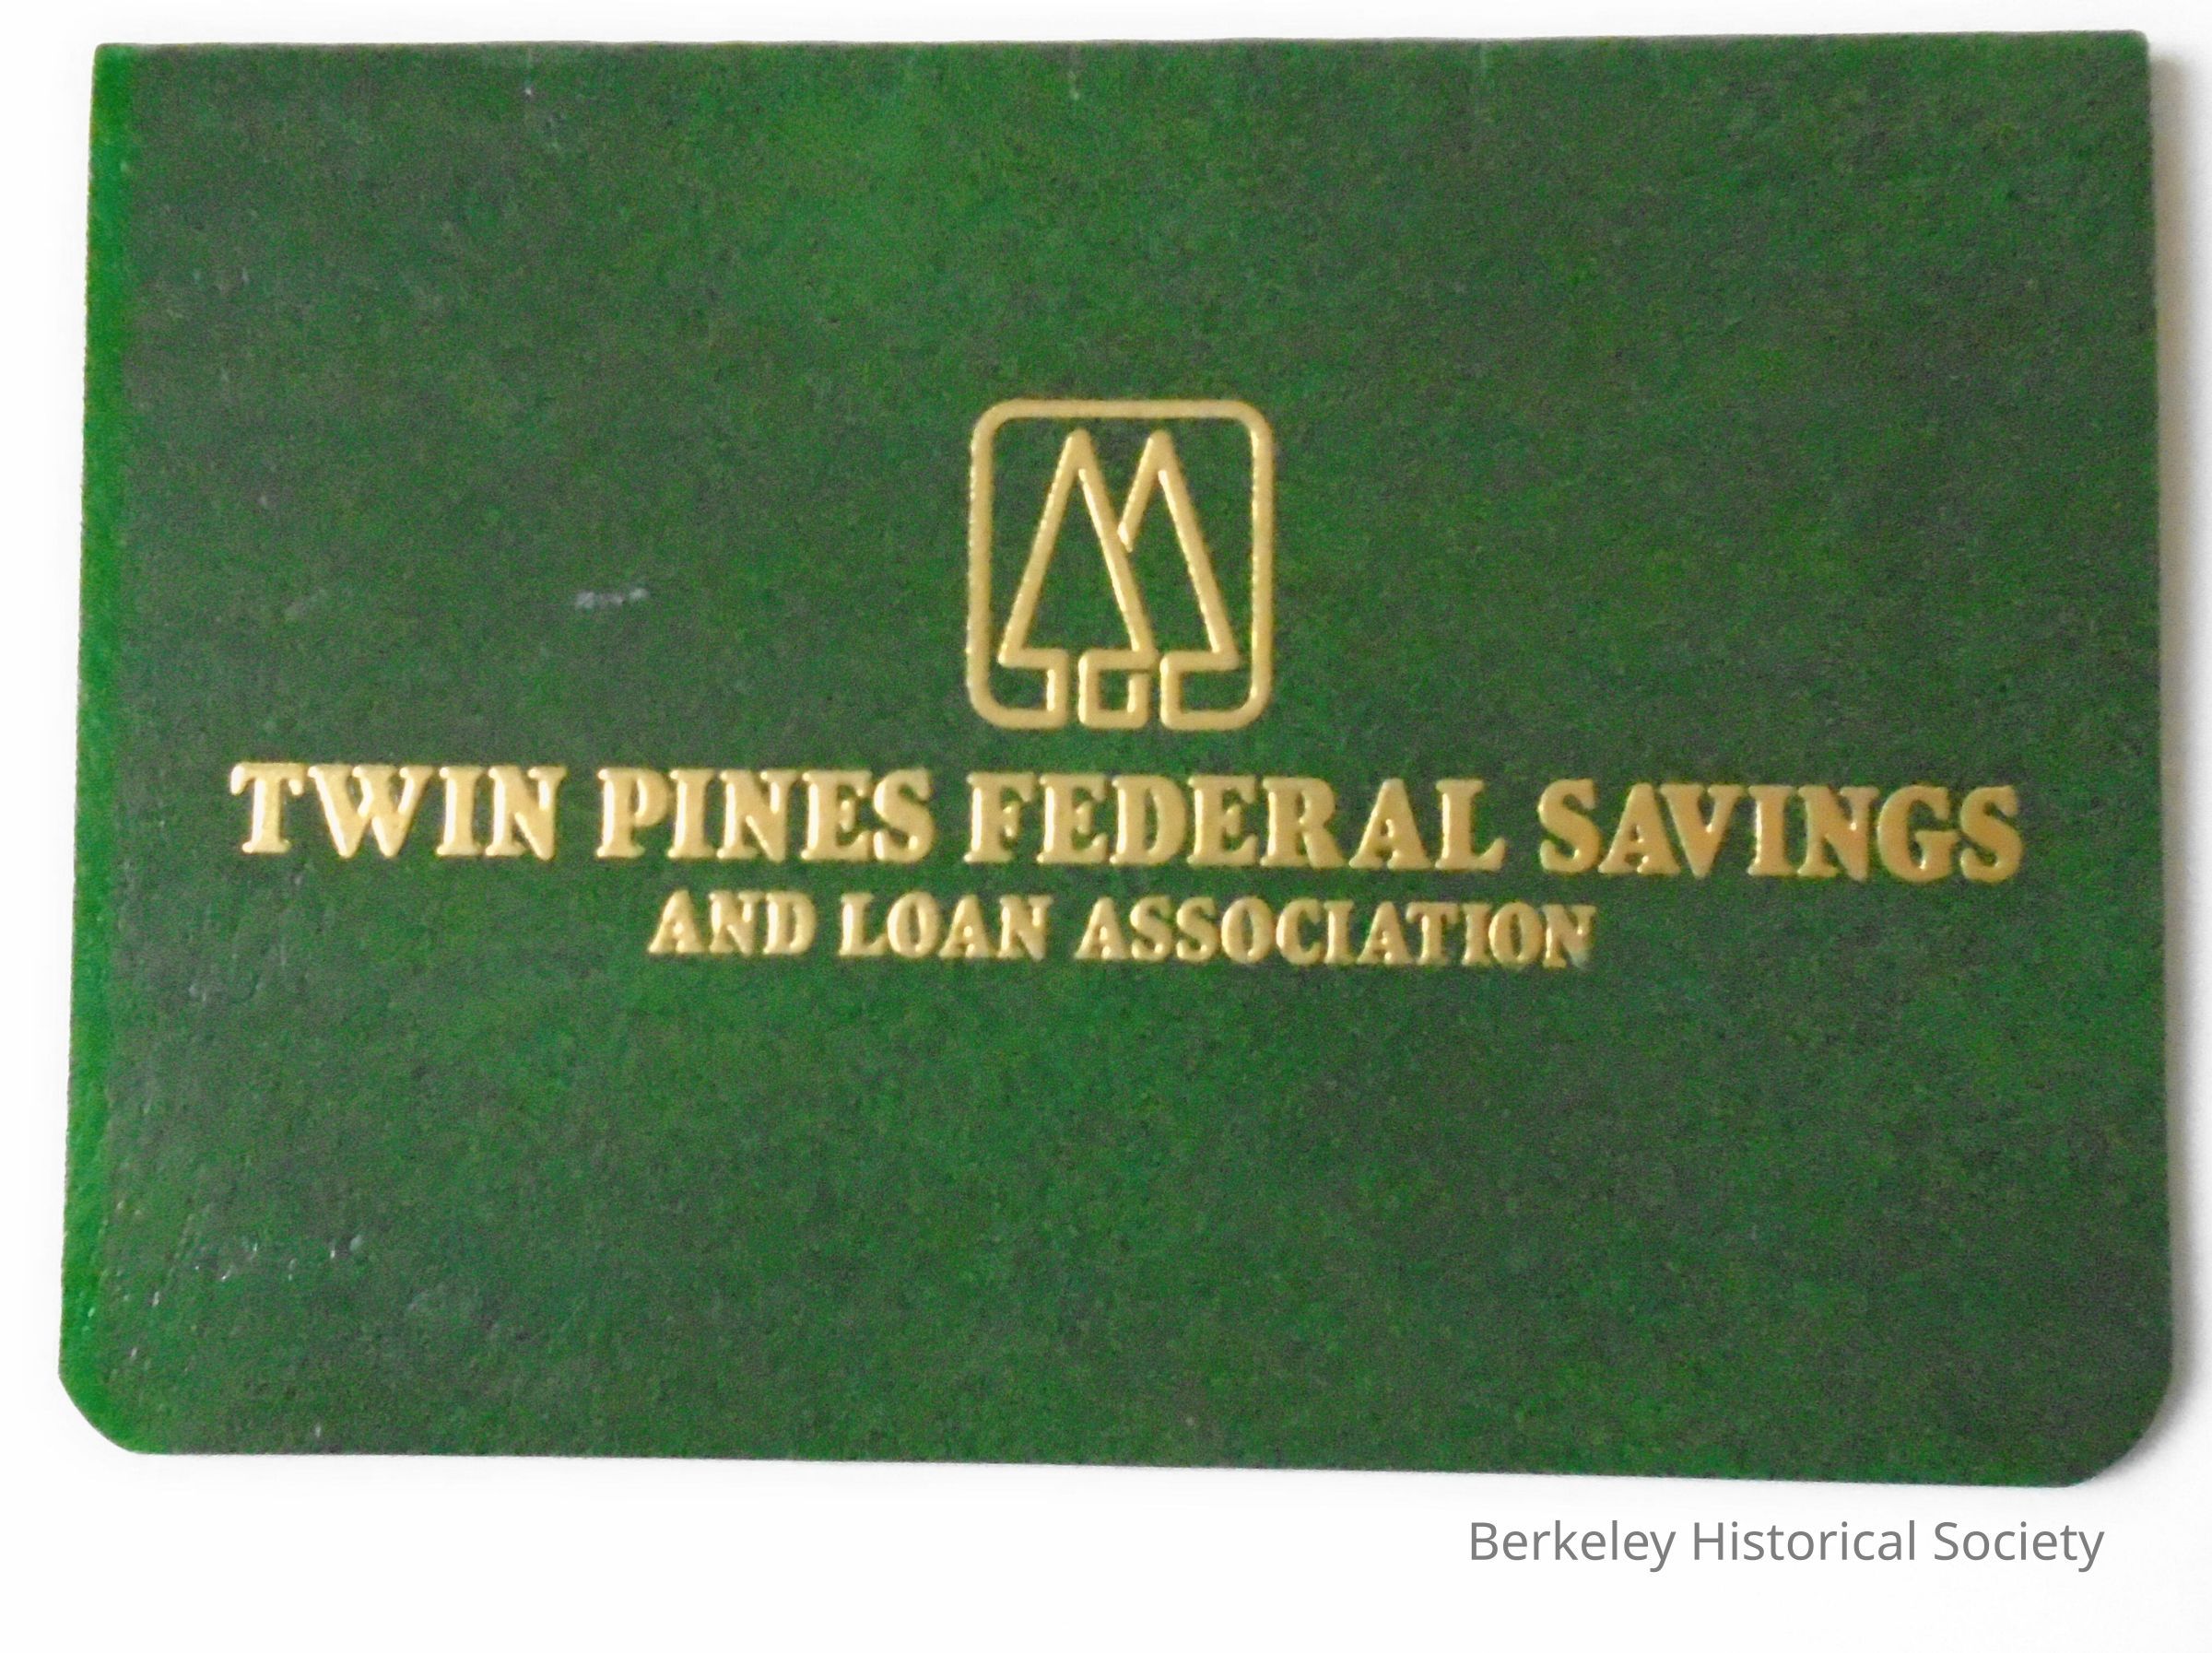 TWIN PINES FEDERAL SAVINGS
AND LOAN ASSOCIATION
Berkeley Historical Society